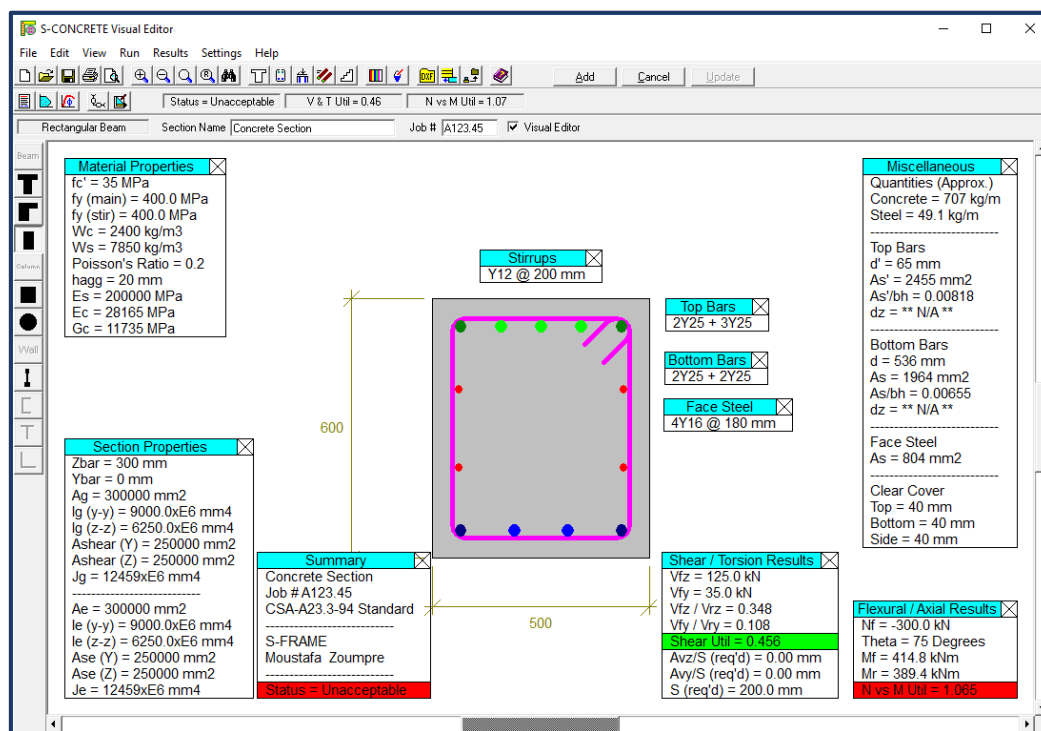 S-CONCRETE Visual Editor
File Edit View Run Results Settings Help
DXF
Add Cancel Update
Status = Unacceptable V & T Util = 0.46 N vs M Util = 1.07
Rectangular Beam Section Name Concrete Section Job # A123.45 Visual Editor
Beam
Column
Wall
Material Properties
fc' = 35 MPa
fy (main) = 400.0 MPa
fy (stir) = 400.0 MPa
Wc = 2400 kg/m3
Ws = 7850 kg/m3
Poisson's Ratio = 0.2
hagg = 20 mm
Es = 200000 MPa
Ec = 28165 MPa
Gc = 11735 MPa
Section Properties
Zbar = 300 mm
Ybar = 0 mm
Ag = 300000 mm2
Ig (y-y) = 9000.0xE6 mm4
Ig (z-z) = 6250.0xE6 mm4
Ashear (Y) = 250000 mm2
Ashear (Z) = 250000 mm2
Jg = 12459xE6 mm4
----------------------------
Ae = 300000 mm2
Ie (y-y) = 9000.0xE6 mm4
Ie (z-z) = 6250.0xE6 mm4
Ase (Y) = 250000 mm2
Ase (Z) = 250000 mm2
Je = 12459xE6 mm4
Summary
Concrete Section
Job # A123.45
CSA-A23.3-94 Standard
----------------------------
S-FRAME
Moustafa Zoumpre
----------------------------
Status = Unacceptable
Stirrups
Y12 @ 200 mm
600
500
Top Bars
2Y25 + 3Y25
Bottom Bars
2Y25 + 2Y25
Face Steel
4Y16 @ 180 mm
Shear / Torsion Results
Vfz = 125.0 kN
Vfy = 35.0 kN
Vfz / Vrz = 0.348
Vfy / Vry = 0.108
Shear Util = 0.456
Avz/S (req'd) = 0.00 mm
Avy/S (req'd) = 0.00 mm
S (req'd) = 200.0 mm
Miscellaneous
Quantities (Approx.)
Concrete = 707 kg/m
Steel = 49.1 kg/m
----------------------------
Top Bars
d' = 65 mm
As' = 2455 mm2
As'/bh = 0.00818
dz = ** N/A **
----------------------------
Bottom Bars
d = 536 mm
As = 1964 mm2
As/bh = 0.00655
dz = ** N/A **
----------------------------
Face Steel
As = 804 mm2
----------------------------
Clear Cover
Top = 40 mm
Bottom = 40 mm
Side = 40 mm
Flexural / Axial Results
Nf = -300.0 kN
Theta = 75 Degrees
Mf = 414.8 kNm
Mr = 389.4 kNm
N vs M Util = 1.065